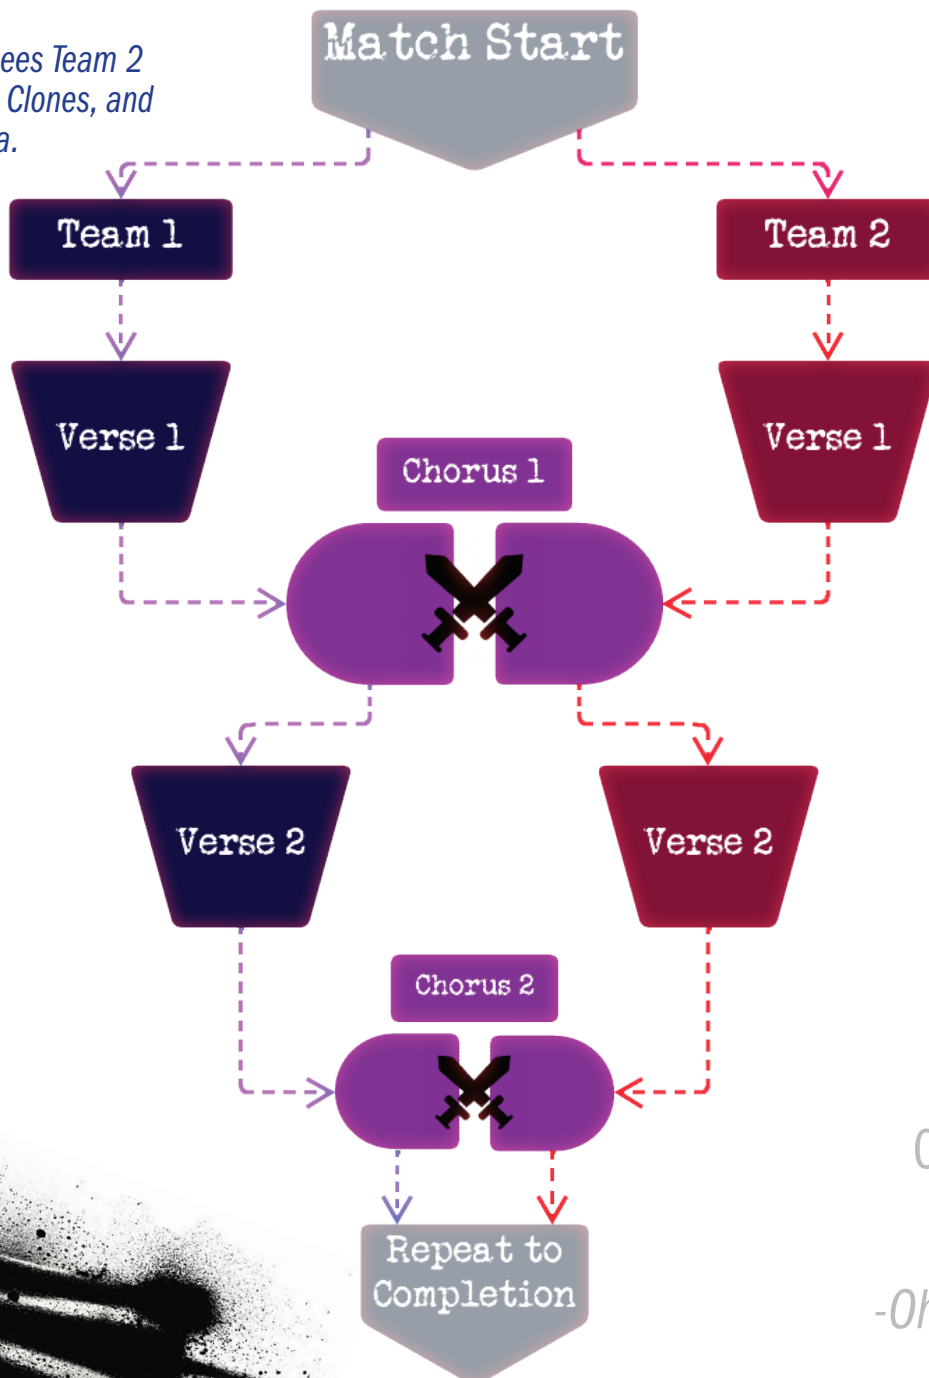 Match Start
ees Team 2
Clones, and
a.
Team 1
Team 2
Verse 1
Verse 1
Chorus 1
Verse 2
Verse 2
Chorus 2
Repeat to
Completion